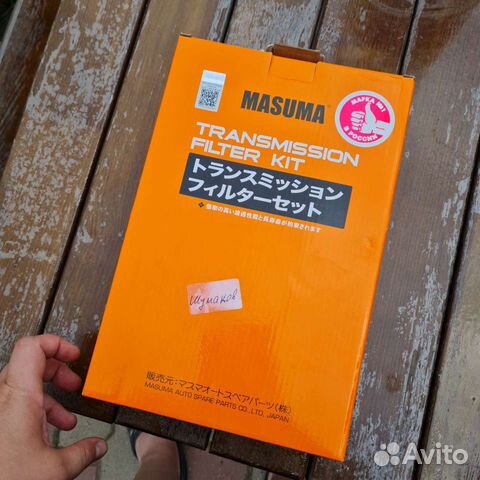 MASUMA
МАРКА №1
В РОССИИ
TRANSMISSION
FILTER KIT
トランスミッション
フィルターセット
Шумаков
販売元:マスマオートスペアパーツ(株)
MASUMA AUTO SPARE PARTS CO.,LTD. JAPAN
Avito